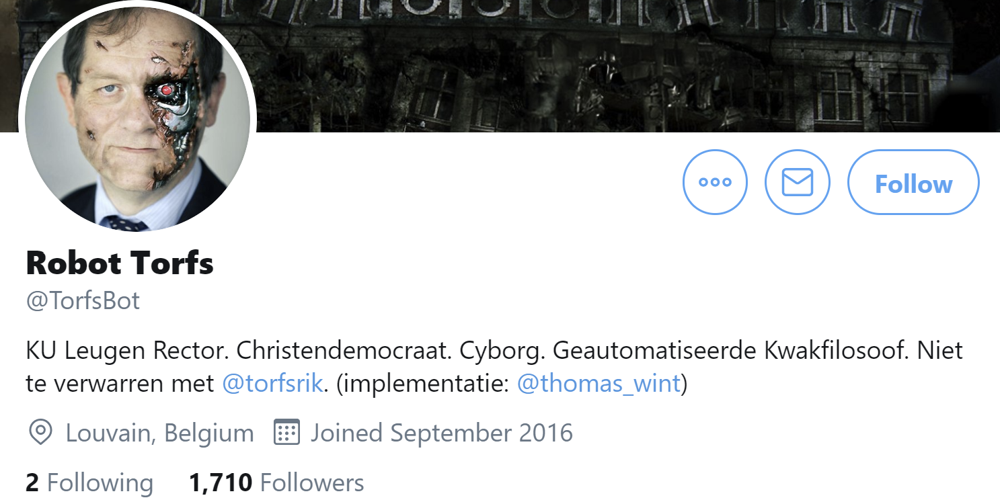 Follow
Robot Torfs
@TorfsBot
KU Leugen Rector. Christendemocraat. Cyborg. Geautomatiseerde Kwakfilosoof. Niet
te verwarren met @torfsrik. (implementatie: @thomas_wint)
Louvain, Belgium Joined September 2016
2 Following 1,710 Followers